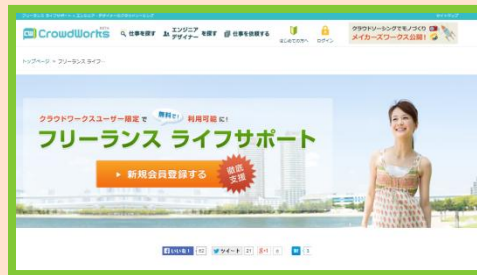 CrowdWorks
仕事を探す
エンジニア
デザイナー を探す
仕事を依頼する
はじめての方へ
ログイン
クラウドソーシングでモノづくり
メイカーズワークス公開!
トップページ > フリーランス ライフ…
クラウドワークスユーザー限定で 無料で! 利用可能に!
フリーランス ライフサポート
新規会員登録する
徹底
支援
いいね!
ツイート 21